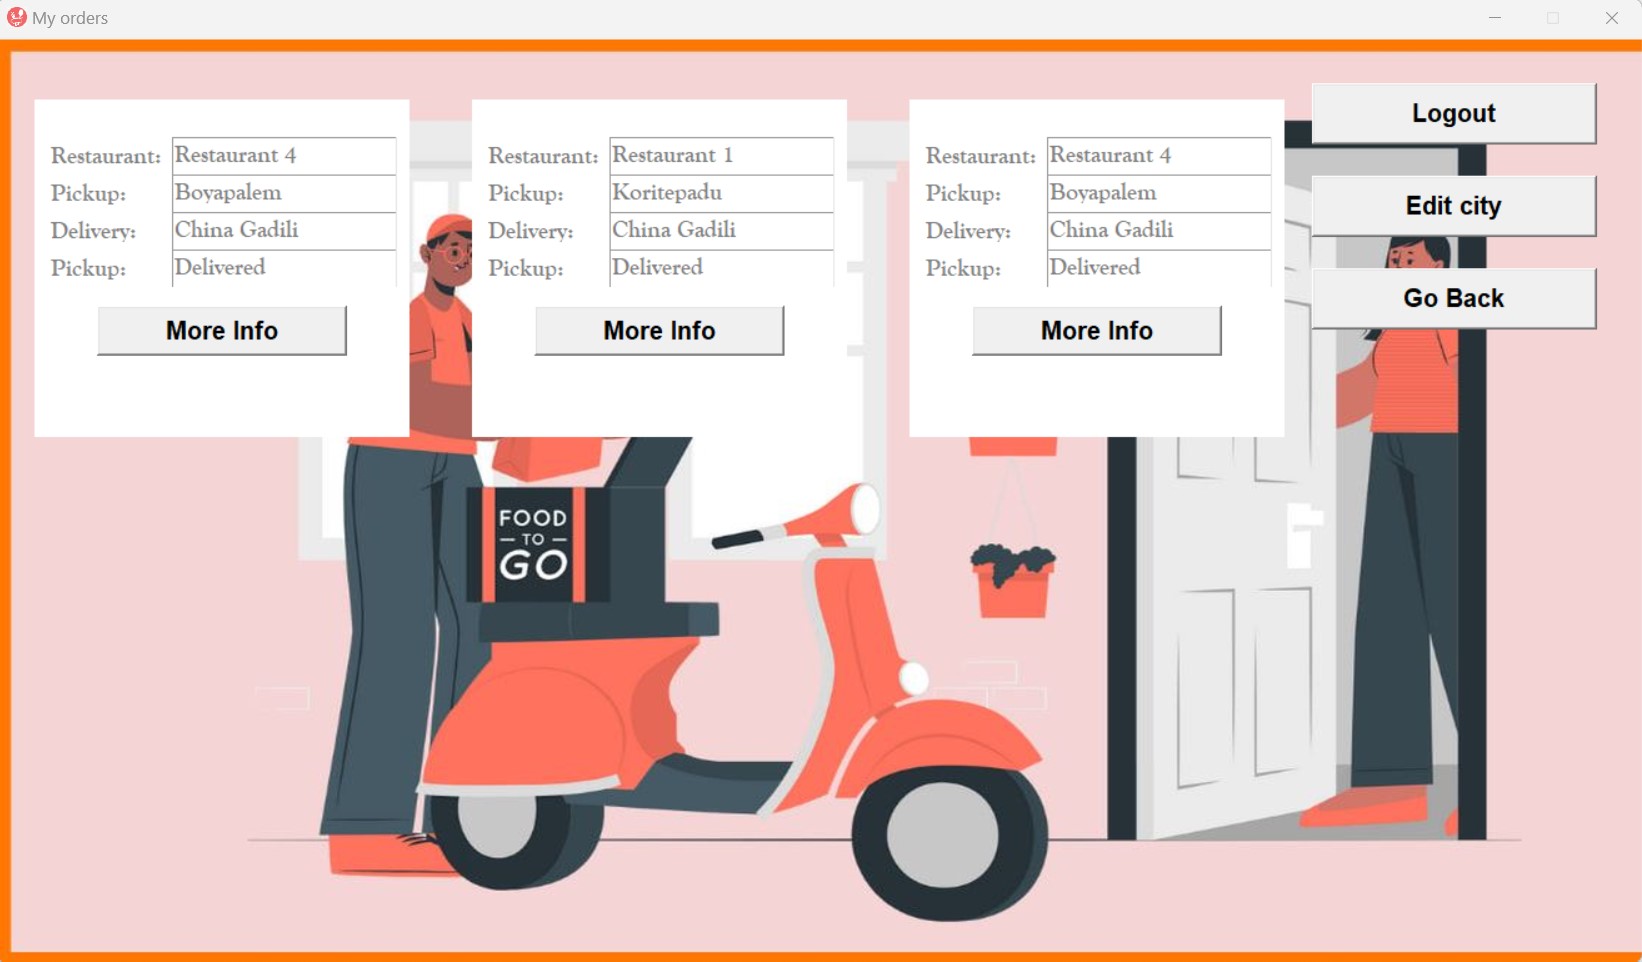 My orders
Restaurant: Restaurant 4
Pickup: Boyapalem
Delivery: China Gadili
Pickup: Delivered
More Info
Restaurant: Restaurant 1
Pickup: Koritepadu
Delivery: China Gadili
Pickup: Delivered
More Info
Restaurant: Restaurant 4
Pickup: Boyapalem
Delivery: China Gadili
Pickup: Delivered
More Info
Logout
Edit city
Go Back
FOOD
TO
GO